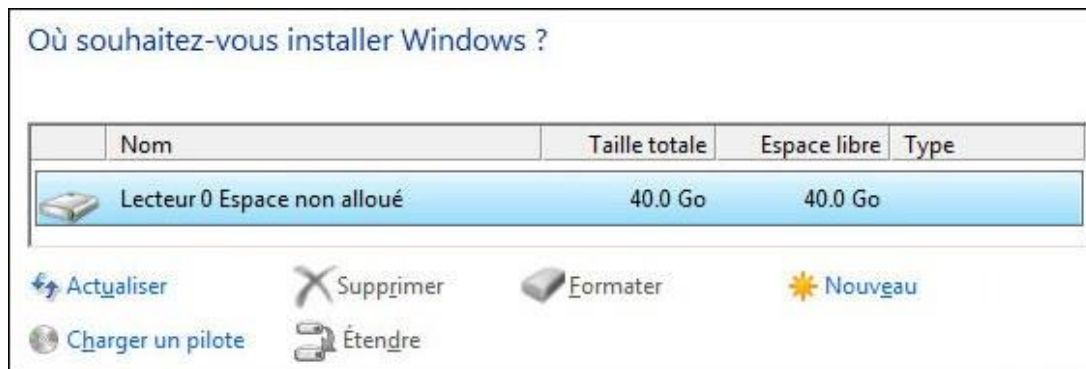 Où souhaitez-vous installer Windows ?
Nom Taille totale Espace libre Type
Lecteur 0 Espace non alloué 40.0 Go 40.0 Go
Actualiser Supprimer Formater Nouveau
Charger un pilote Étendre